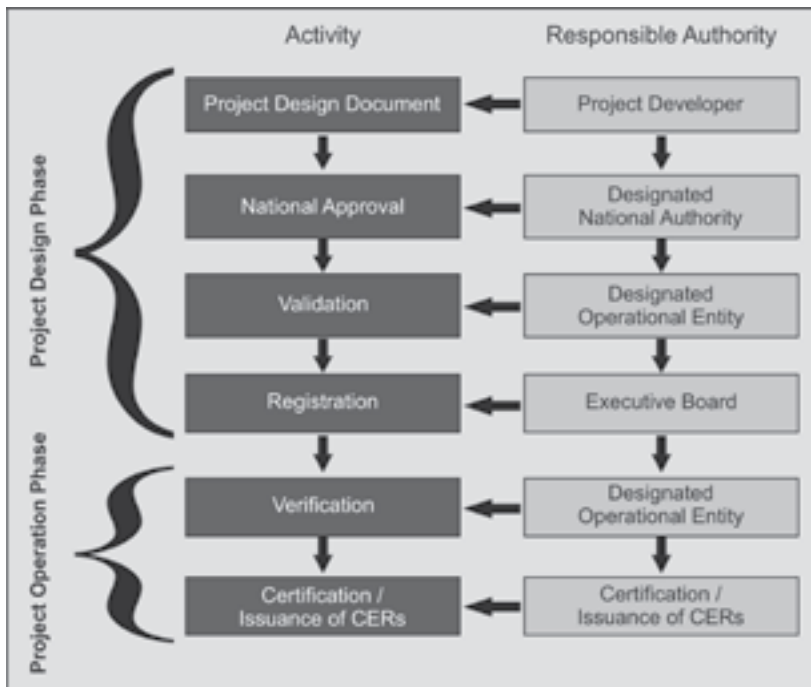 Activity
Responsible Authority
Project Design Phase
Project Design Document
Project Developer
National Approval
Designated
National Authority
Validation
Designated
Operational Entity
Registration
Executive Board
Project Operation Phase
Verification
Designated
Operational Entity
Certification /
Issuance of CERs
Certification /
Issuance of CERs